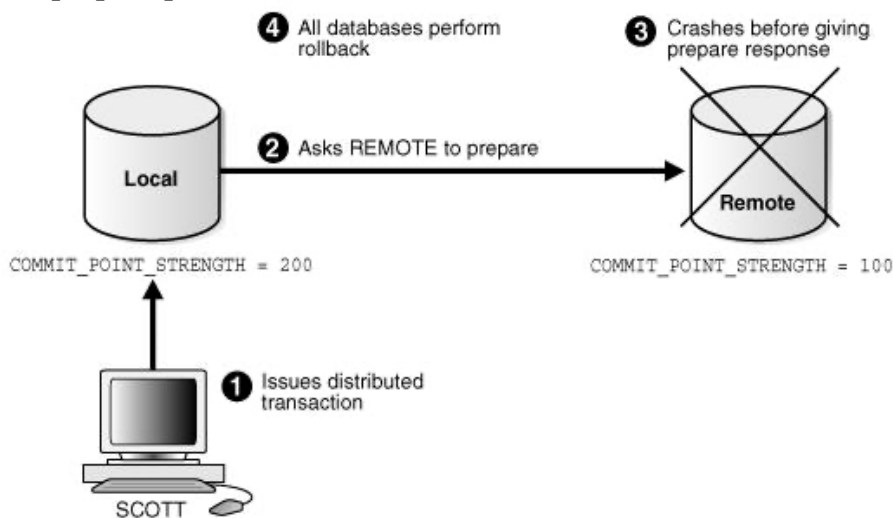 4 All databases perform
rollback
3 Crashes before giving
prepare response
2 Asks REMOTE to prepare
Local
Remote
COMMIT_POINT_STRENGTH = 200
COMMIT_POINT_STRENGTH = 100
1 Issues distributed
transaction
SCOTT